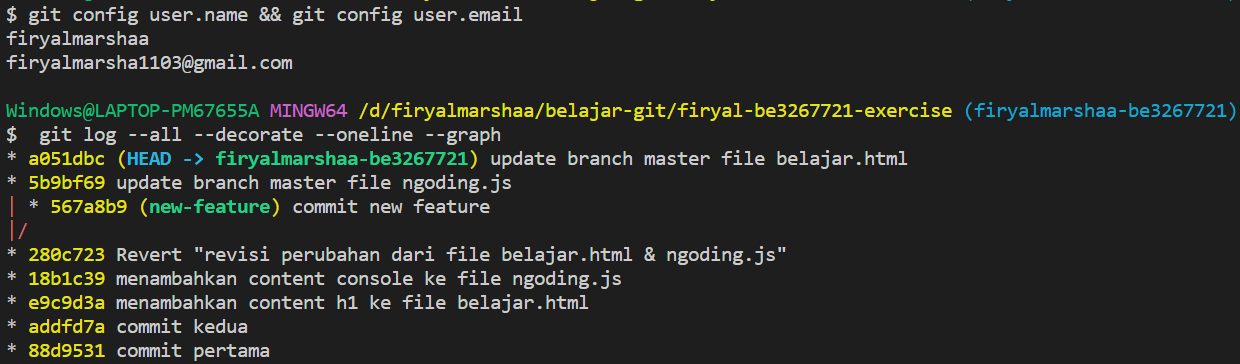 $ git config user.name && git config user.email
firyalmarshaa
firyalmarsha1103@gmail.com
Windows@LAPTOP-PM67655A MINGW64 /d/firyalmarshaa/belajar-git/firyal-be3267721-exercise (firyalmarshaa-be3267721)
$  git log --all --decorate --oneline --graph
* a051dbc (HEAD -> firyalmarshaa-be3267721) update branch master file belajar.html
* 5b9bf69 update branch master file ngoding.js
| * 567a8b9 (new-feature) commit new feature
|/
* 280c723 Revert "revisi perubahan dari file belajar.html & ngoding.js"
* 18b1c39 menambahkan content console ke file ngoding.js
* e9c9d3a menambahkan content h1 ke file belajar.html
* addfd7a commit kedua
* 88d9531 commit pertama